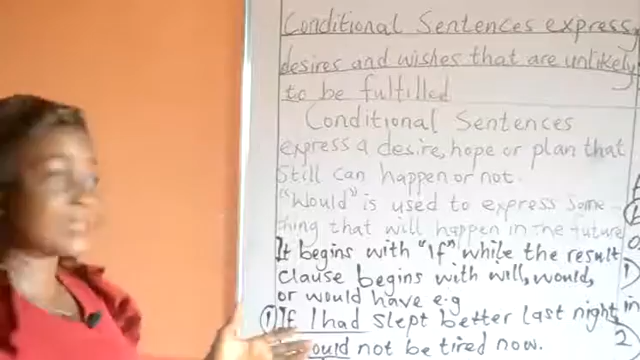 Conditional Sentences express
desires and wishes that are unlikely
to be fulfilled
Conditional Sentences
express a desire, hope or plan that
still can happen or not.
"Would" is used to express some-
thing that will happen in the future
It begins with "If" while the result
clause begins with will, would,
or would have e.g
① If I had slept better last night, in
would not be tired now.
2